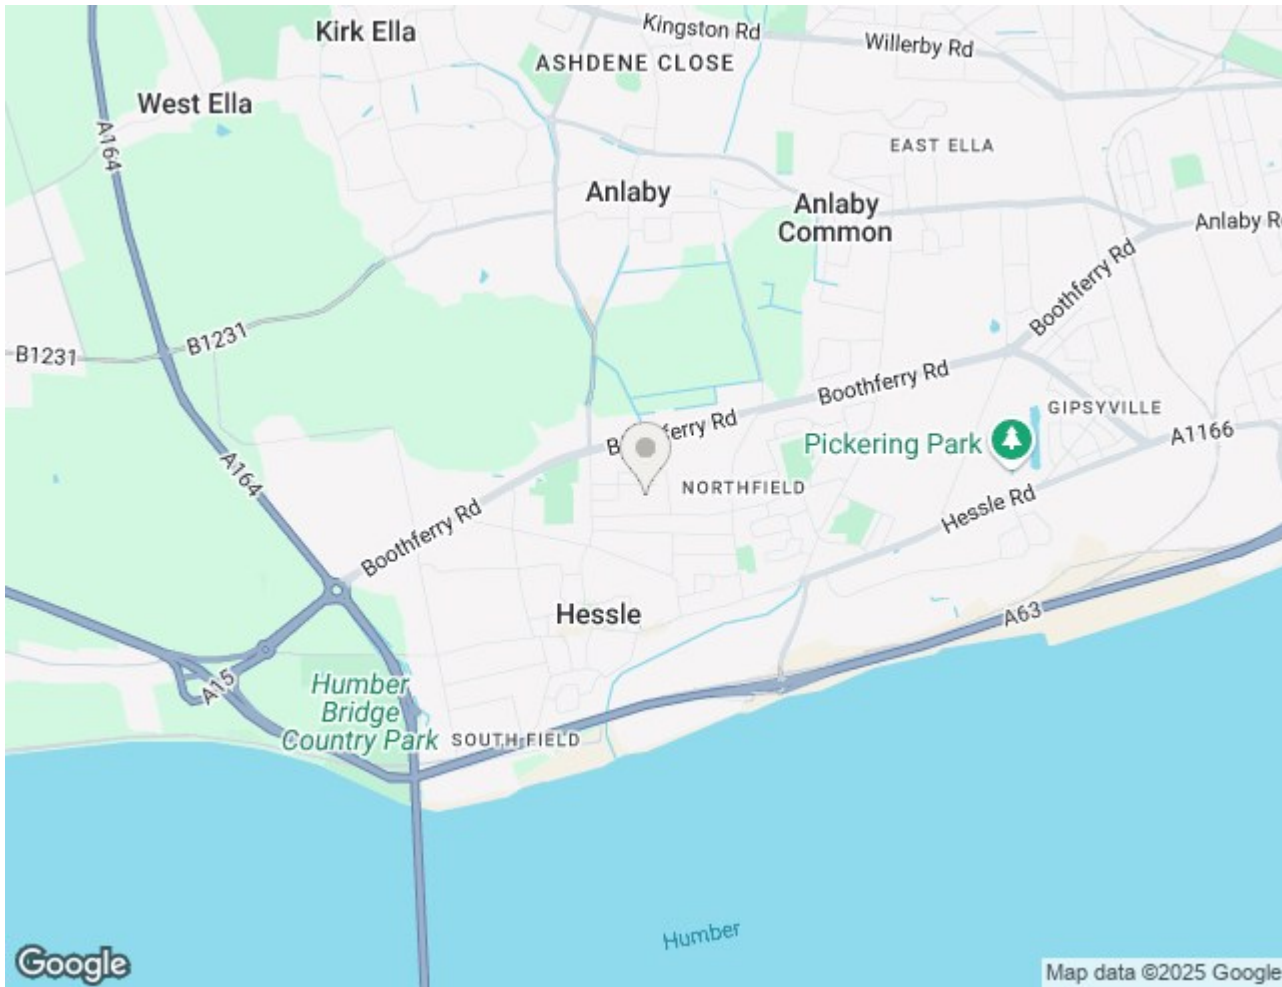 Kirk Ella
Kingston Rd
Willerby Rd
ASHDENE CLOSE
West Ella
A164
EAST ELLA
Anlaby
Anlaby
Common
Anlaby R
Boothferry Rd
B1231
B1231
Boothferry Rd
GIPSYVILLE
Pickering Park
A1166
NORTHFIELD
A164
Hessle Rd
Boothferry Rd
Hessle
A63
A15
Humber
Bridge
Country Park
SOUTH FIELD
Humber
Google
Map data ©2025 Google